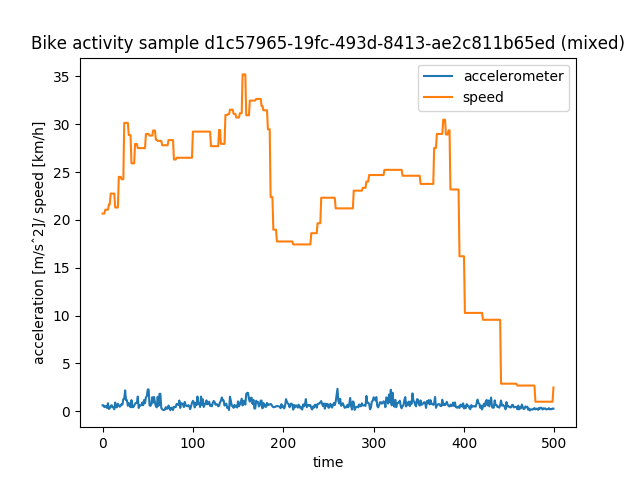 Bike activity sample d1c57965-19fc-493d-8413-ae2c811b65ed (mixed)
accelerometer
speed
acceleration [m/s^2]/ speed [km/h]
35
30
25
20
15
10
5
0
0 100 200 300 400 500
time